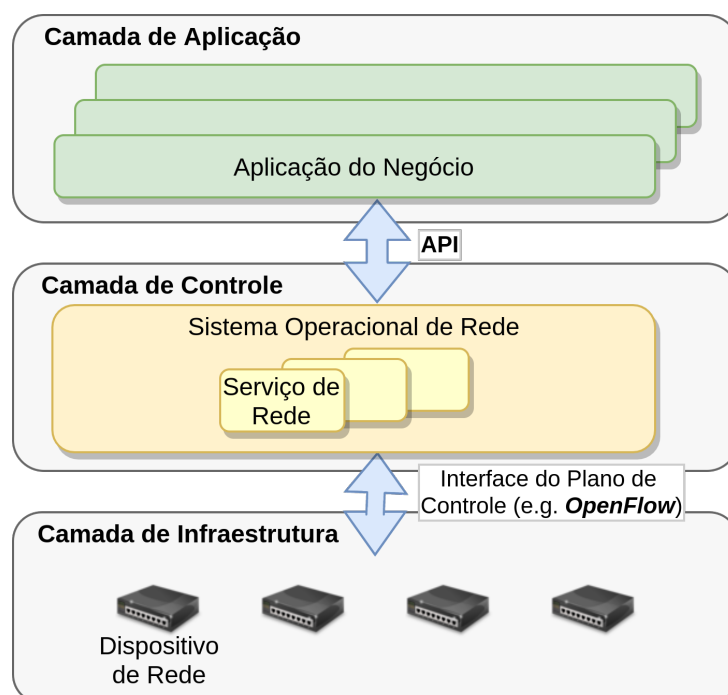 Camada de Aplicação
Aplicação do Negócio
API
Camada de Controle
Sistema Operacional de Rede
Serviço de
Rede
Interface do Plano de
Controle (e.g. OpenFlow)
Camada de Infraestrutura
Dispositivo
de Rede